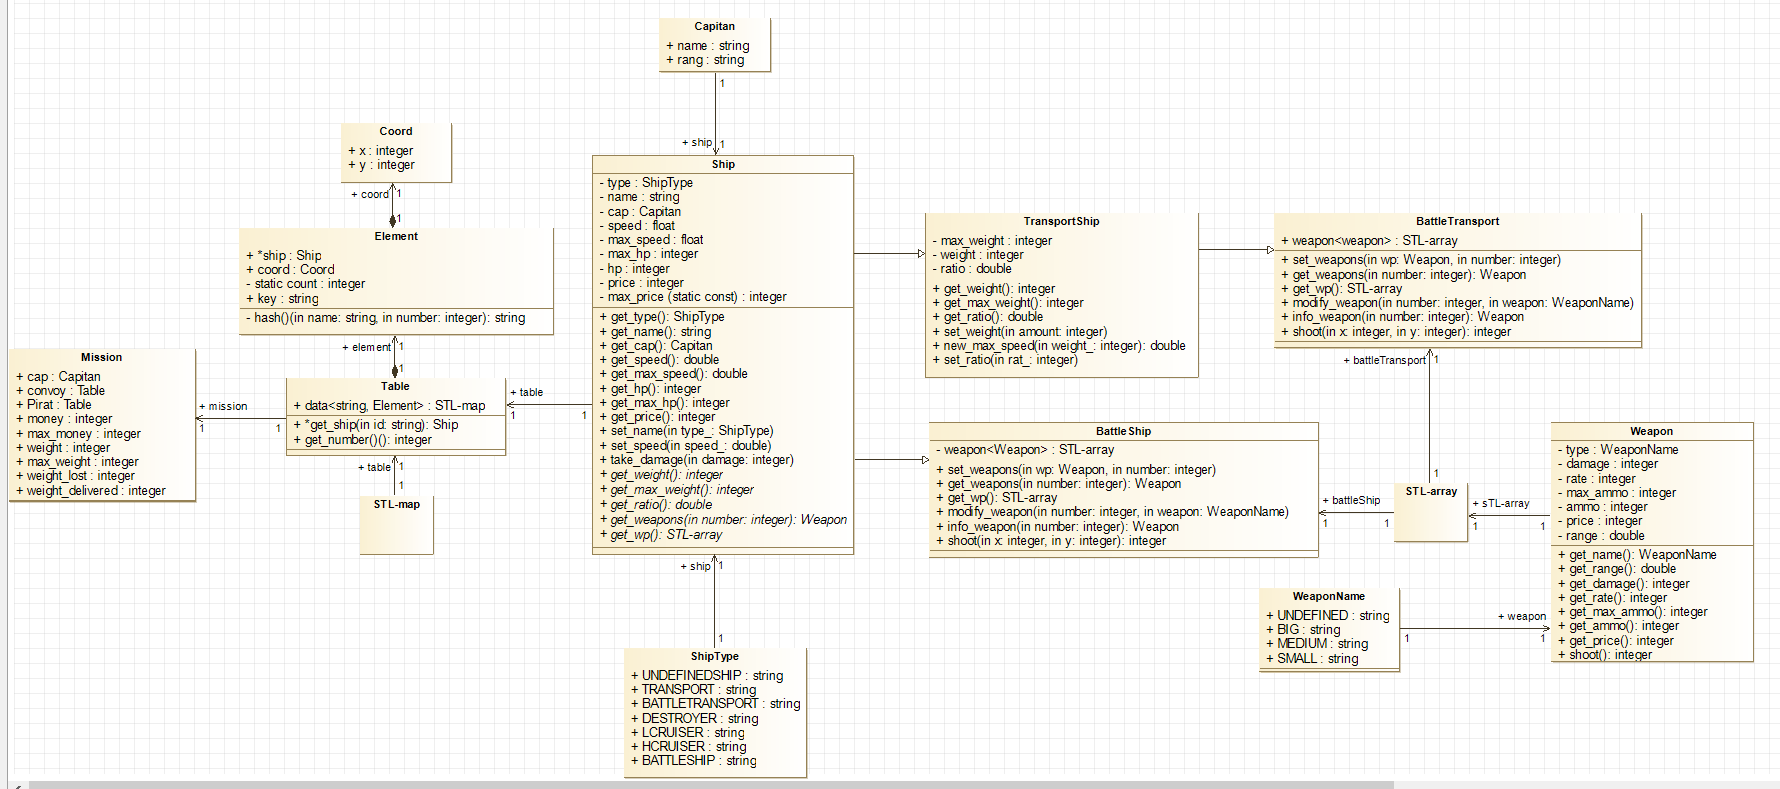 Capitan
+ name : string
+ rang : string
1
+ ship
1
Coord
+ x : integer
+ y : integer
+ coord
1
1
Element
+ *ship : Ship
+ coord : Coord
- static count : integer
+ key : string
- hash()(in name: string, in number: integer): string
+ element
1
1
Mission
+ cap : Capitan
+ convoy : Table
+ Pirat : Table
+ money : integer
+ max_money : integer
+ weight : integer
+ max_weight : integer
+ weight_lost : integer
+ weight_delivered : integer
+ mission
1
1
Table
+ data<string, Element> : STL-map
+ *get_ship(in id: string): Ship
+ get_number()(): integer
+ table
1
1
+ table
1
1
STL-map
Ship
- type : ShipType
- name : string
- cap : Capitan
- speed : float
- max_speed : float
- max_hp : integer
- hp : integer
- price : integer
- max_price (static const) : integer
+ get_type(): ShipType
+ get_name(): string
+ get_cap(): Capitan
+ get_speed(): double
+ get_max_speed(): double
+ get_hp(): integer
+ get_max_hp(): integer
+ get_price(): integer
+ set_name(in type_: ShipType)
+ set_speed(in speed_: double)
+ take_damage(in damage: integer)
+ get_weight(): integer
+ get_max_weight(): integer
+ get_ratio(): double
+ get_weapons(in number: integer): Weapon
+ get_wp(): STL-array
+ ship
1
1
ShipType
+ UNDEFINEDSHIP : string
+ TRANSPORT : string
+ BATTLETRANSPORT : string
+ DESTROYER : string
+ LCRUISER : string
+ HCRUISER : string
+ BATTLESHIP : string
TransportShip
- max_weight : integer
- weight : integer
- ratio : double
+ get_weight(): integer
+ get_max_weight(): integer
+ get_ratio(): double
+ set_weight(in amount: integer)
+ new_max_speed(in weight_: integer): double
+ set_ratio(in rat_: integer)
BattleTransport
+ weapon<weapon> : STL-array
+ set_weapons(in wp: Weapon, in number: integer)
+ get_weapons(in number: integer): Weapon
+ get_wp(): STL-array
+ modify_weapon(in number: integer, in weapon: WeaponName)
+ info_weapon(in number: integer): Weapon
+ shoot(in x: integer, in y: integer): integer
+ battleTransport
1
1
BattleShip
- weapon<Weapon> : STL-array
+ set_weapons(in wp: Weapon, in number: integer)
+ get_weapons(in number: integer): Weapon
+ get_wp(): STL-array
+ modify_weapon(in number: integer, in weapon: WeaponName)
+ info_weapon(in number: integer): Weapon
+ shoot(in x: integer, in y: integer): integer
+ battleShip
1
1
STL-array
+ sTL-array
1
1
Weapon
- type : WeaponName
- damage : integer
- rate : integer
- max_ammo : integer
- ammo : integer
- price : integer
- range : double
+ get_name(): WeaponName
+ get_range(): double
+ get_damage(): integer
+ get_rate(): integer
+ get_max_ammo(): integer
+ get_ammo(): integer
+ get_price(): integer
+ shoot(): integer
WeaponName
+ UNDEFINED : string
+ BIG : string
+ MEDIUM : string
+ SMALL : string
+ weapon
1
1